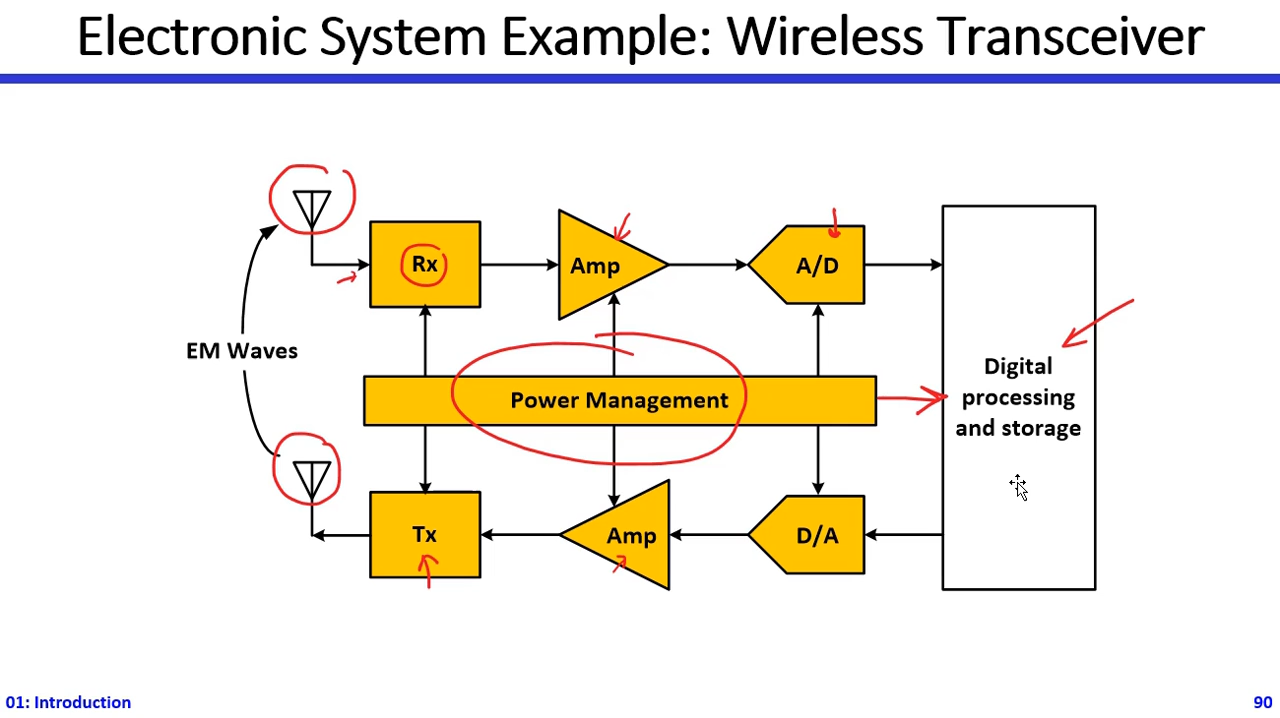 Electronic System Example: Wireless Transceiver
Rx
Amp
A/D
EM Waves
Power Management
Digital
processing
and storage
Tx
Amp
D/A
01: Introduction
90